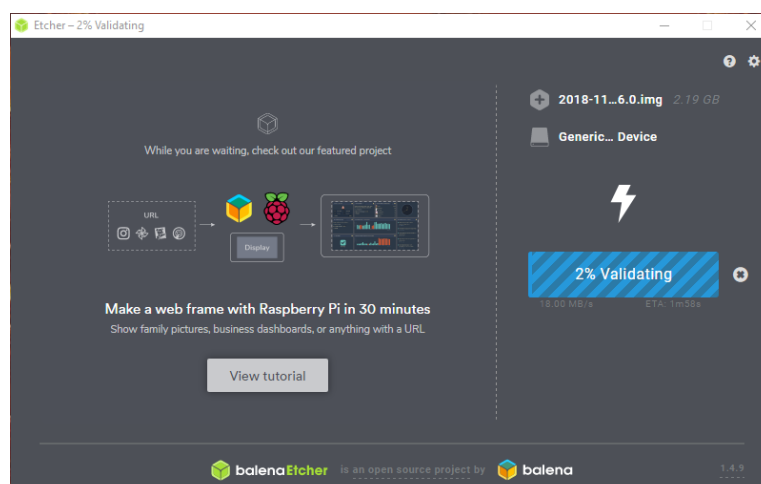 Etcher – 2% Validating
2018-11...6.0.img 2.19 GB
Generic... Device
While you are waiting, check out our featured project
URL
Display
2% Validating
18.00 MB/s ETA: 1m58s
Make a web frame with Raspberry Pi in 30 minutes
Show family pictures, business dashboards, or anything with a URL
View tutorial
balenaEtcher is an open source project by balena
1.4.9